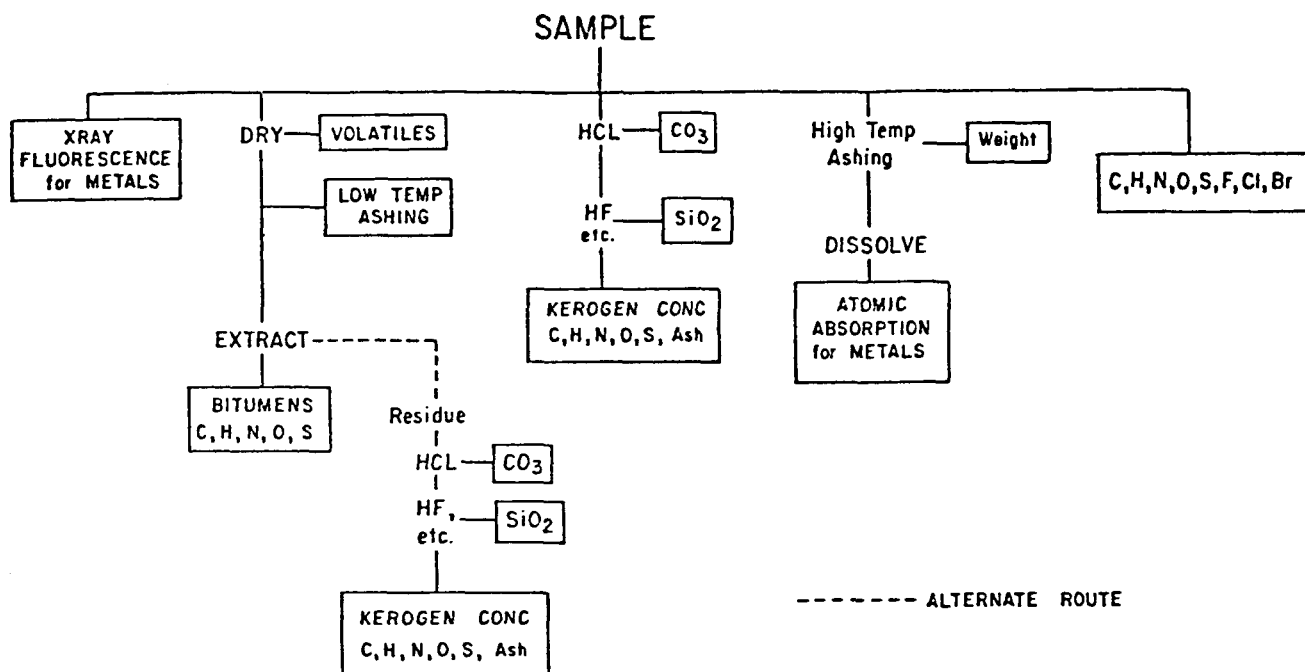 SAMPLE
XRAY
FLUORESCENCE
for METALS
DRY
VOLATILES
LOW TEMP
ASHING
EXTRACT
BITUMENS
C, H, N, O, S
Residue
HCL
CO3
HF,
etc.
SiO2
KEROGEN CONC
C, H, N, O, S, Ash
HCL
CO3
HF
etc.
SiO2
KEROGEN CONC
C, H, N, O, S, Ash
High Temp
Ashing
Weight
DISSOLVE
ATOMIC
ABSORPTION
for METALS
C,H,N,O,S,F,Cl,Br
ALTERNATE ROUTE